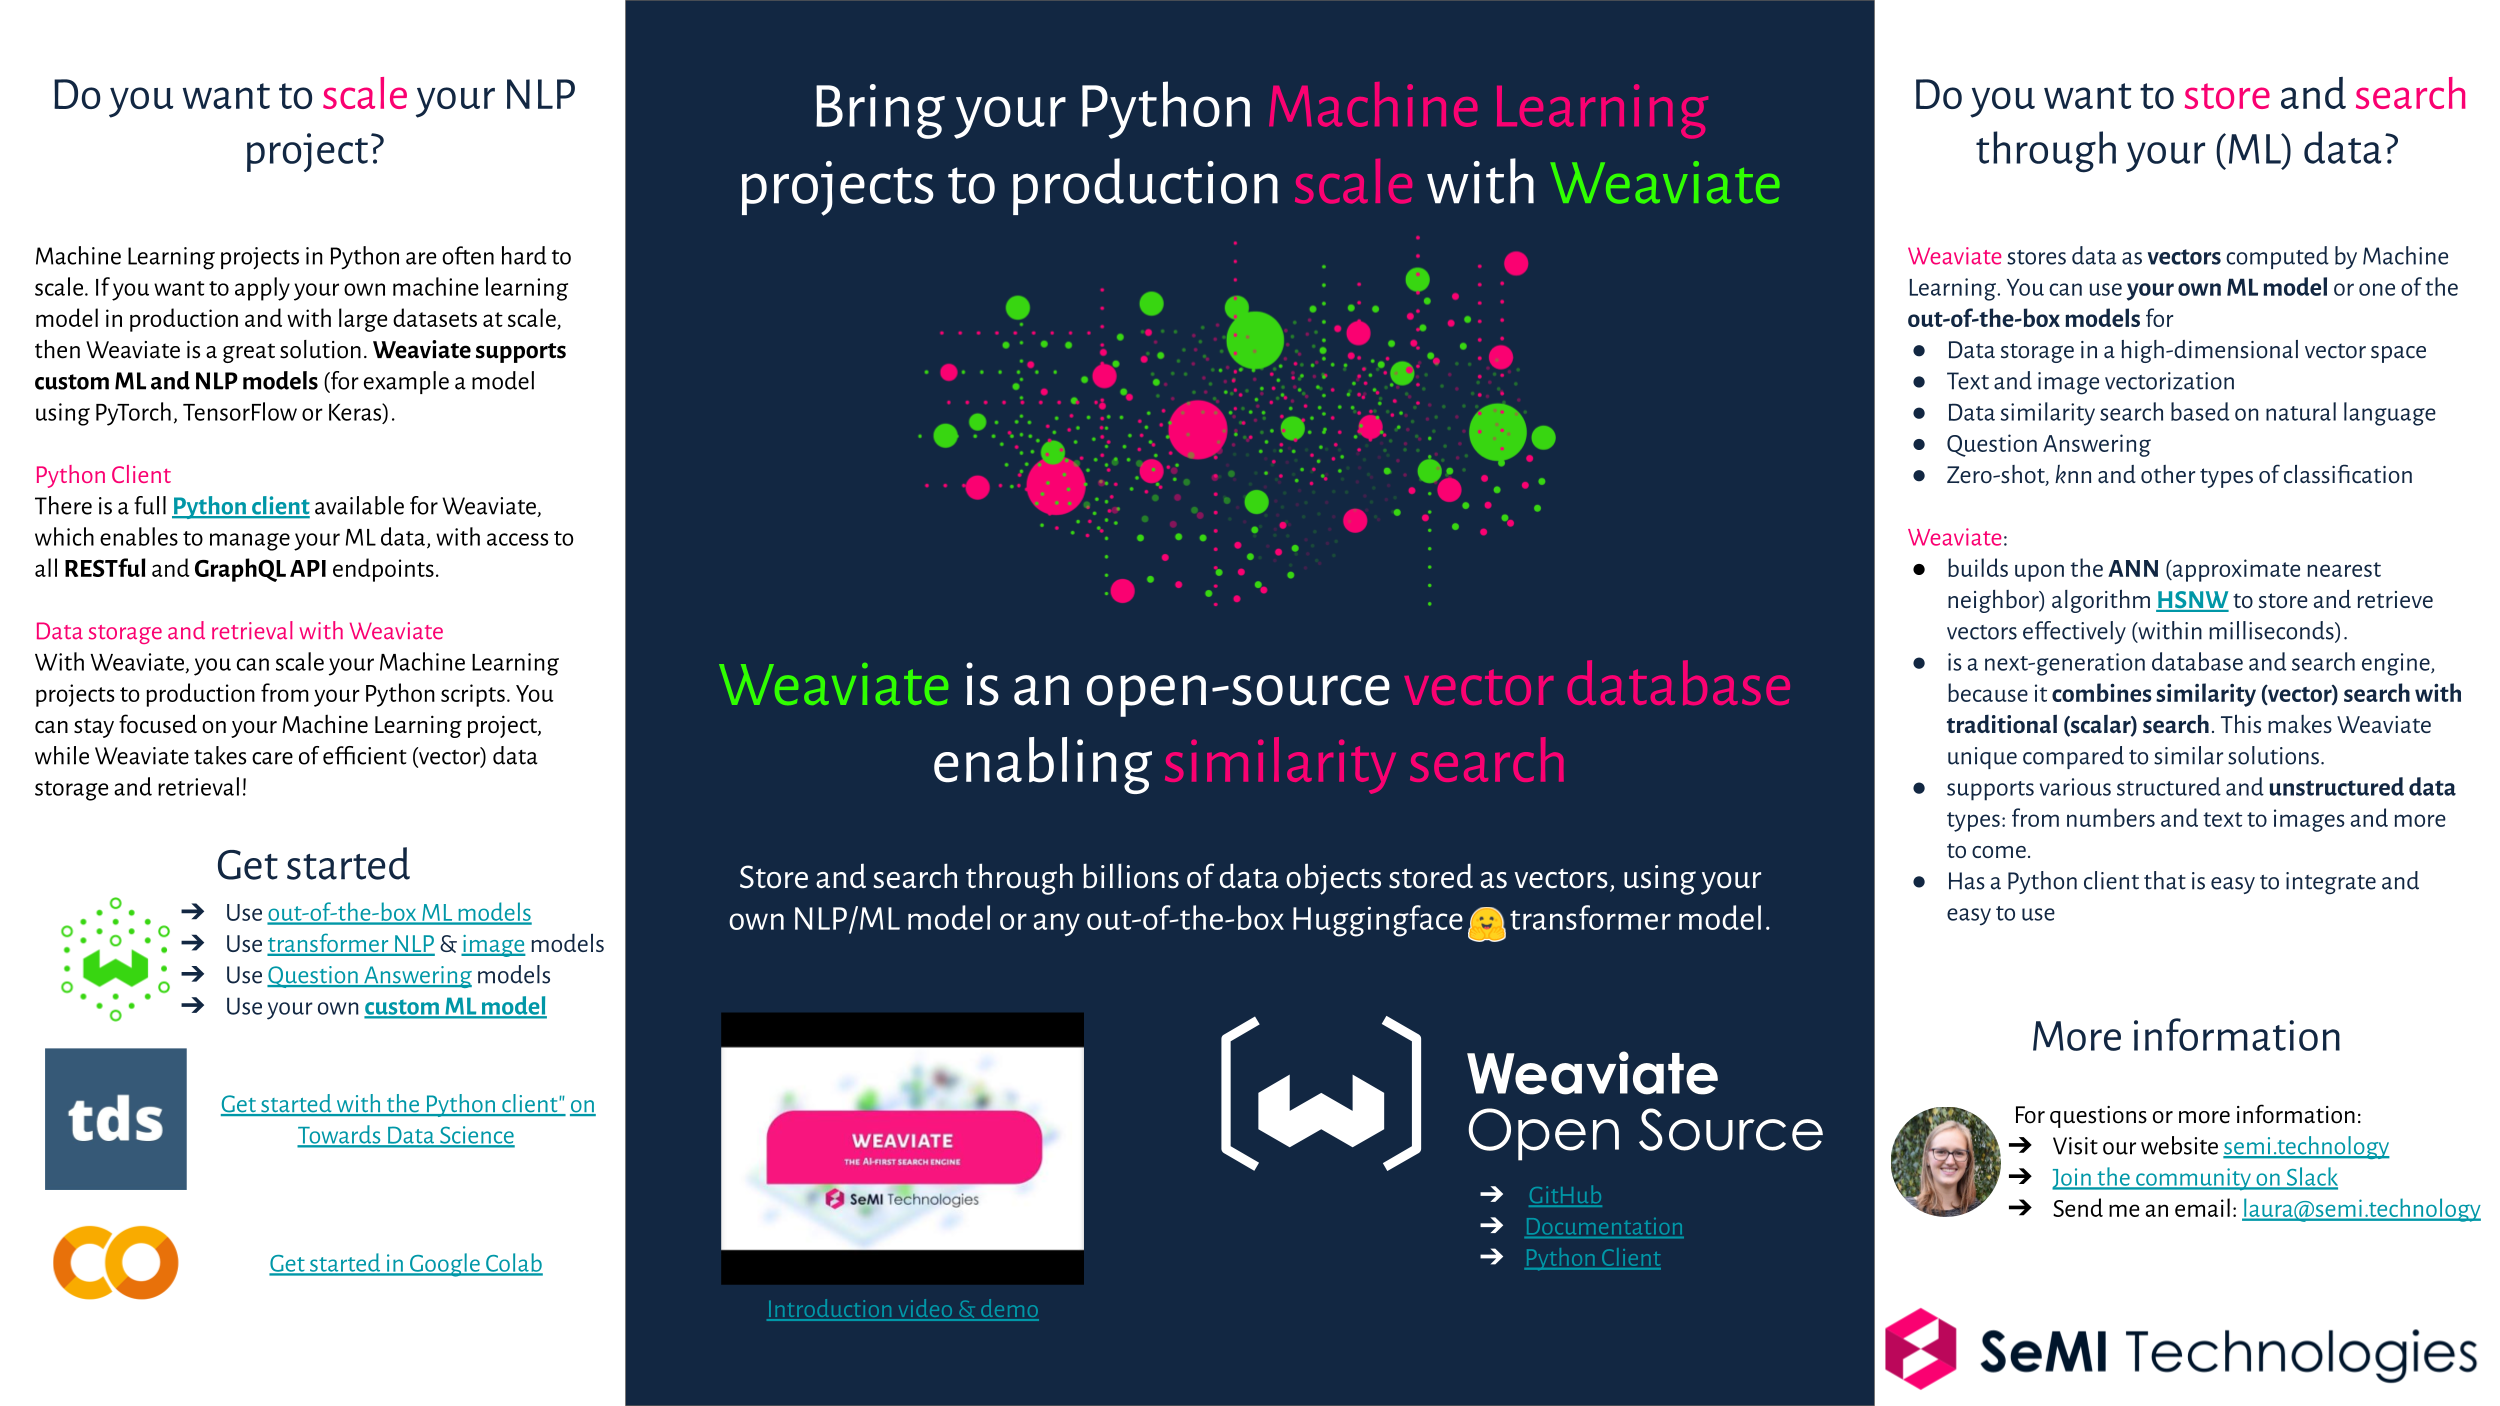 Do you want to scale your NLP
project?
Machine Learning projects in Python are often hard to
scale. If you want to apply your own machine learning
model in production and with large datasets at scale,
then Weaviate is a great solution. Weaviate supports
custom ML and NLP models (for example a model
using PyTorch, TensorFlow or Keras).
Python Client
There is a full Python client available for Weaviate,
which enables to manage your ML data, with access to
all RESTful and GraphQL API endpoints.
Data storage and retrieval with Weaviate
With Weaviate, you can scale your Machine Learning
projects to production from your Python scripts. You
can stay focused on your Machine Learning project,
while Weaviate takes care of efficient (vector) data
storage and retrieval!
Get started
➔ Use out-of-the-box ML models
➔ Use transformer NLP & image models
➔ Use Question Answering models
➔ Use your own custom ML model
tds
Get started with the Python client" on
Towards Data Science
Get started in Google Colab
Bring your Python Machine Learning
projects to production scale with Weaviate
Weaviate is an open-source vector database
enabling similarity search
Store and search through billions of data objects stored as vectors, using your
own NLP/ML model or any out-of-the-box Huggingface 🤗 transformer model.
WEAVIATE
THE AI-FIRST SEARCH ENGINE
SeMI Technologies
Introduction video & demo
Weaviate
Open Source
➔ GitHub
➔ Documentation
➔ Python Client
Do you want to store and search
through your (ML) data?
Weaviate stores data as vectors computed by Machine
Learning. You can use your own ML model or one of the
out-of-the-box models for
● Data storage in a high-dimensional vector space
● Text and image vectorization
● Data similarity search based on natural language
● Question Answering
● Zero-shot, knn and other types of classification
Weaviate:
● builds upon the ANN (approximate nearest
neighbor) algorithm HSNW to store and retrieve
vectors effectively (within milliseconds).
● is a next-generation database and search engine,
because it combines similarity (vector) search with
traditional (scalar) search. This makes Weaviate
unique compared to similar solutions.
● supports various structured and unstructured data
types: from numbers and text to images and more
to come.
● Has a Python client that is easy to integrate and
easy to use
More information
For questions or more information:
➔ Visit our website semi.technology
➔ Join the community on Slack
➔ Send me an email: laura@semi.technology
SeMI Technologies